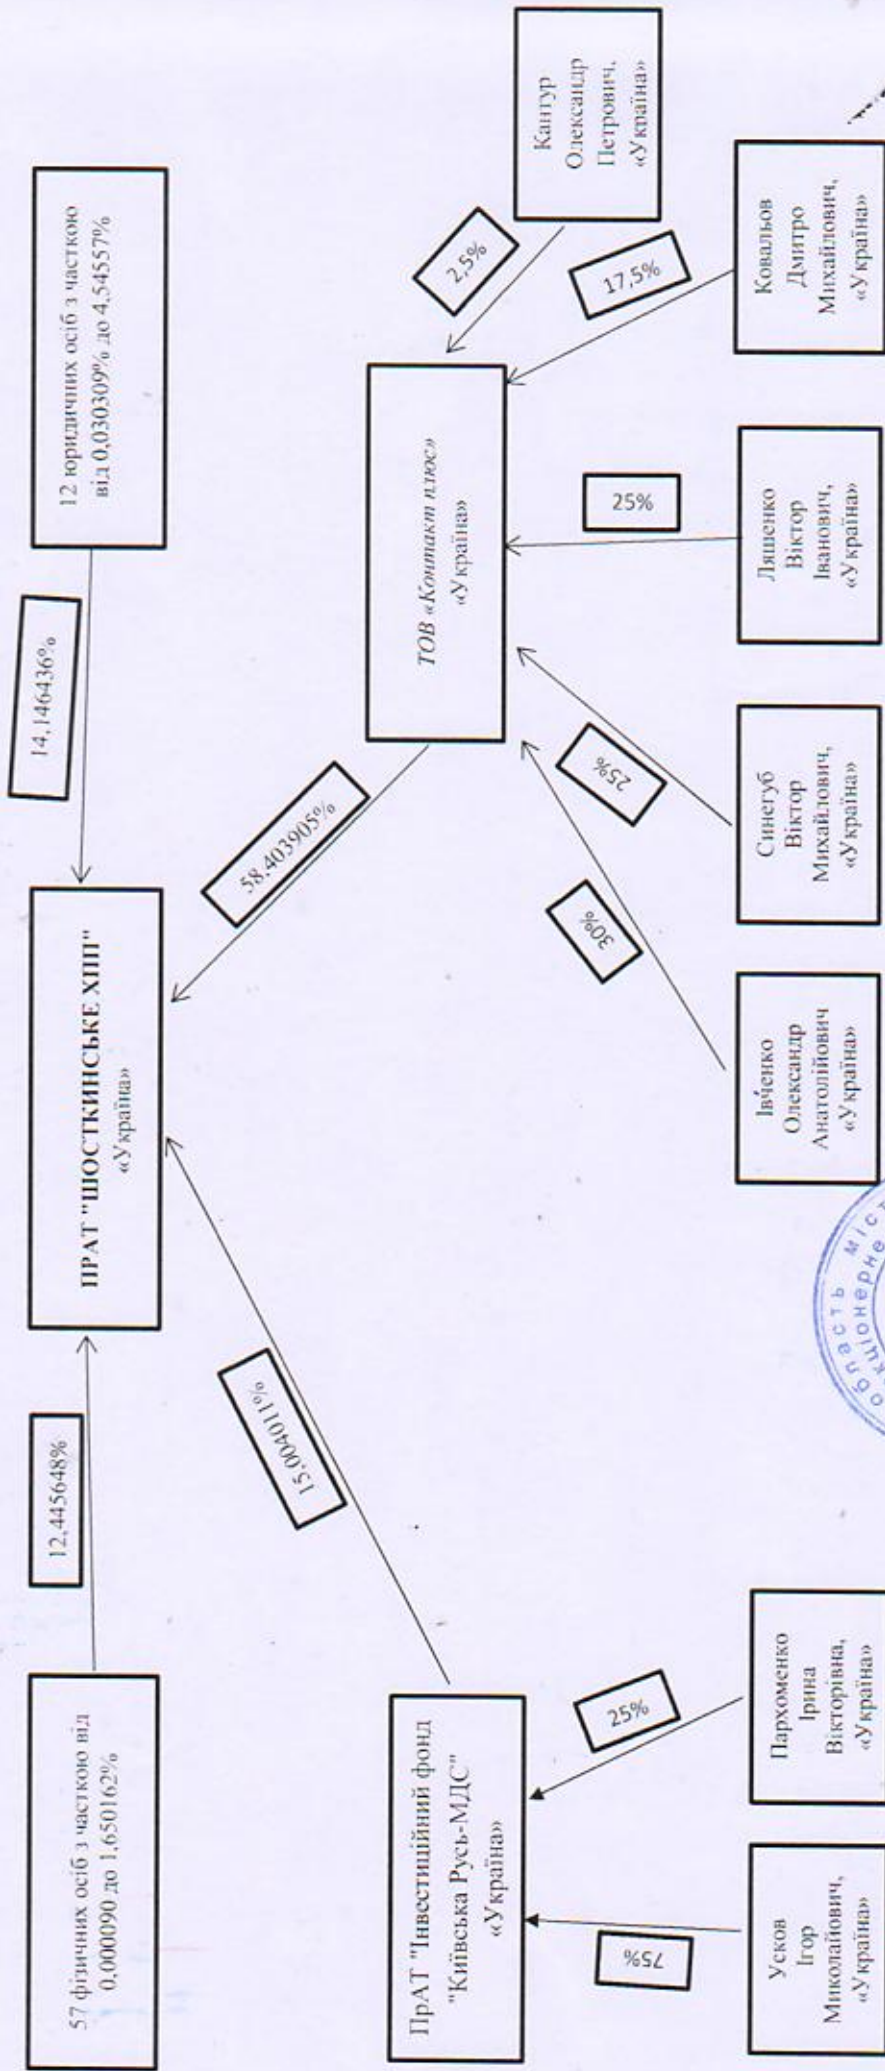 57 фізичних осіб з часткою від
0,000090 до 1,650162%
12,445648%
ПРАТ "ШОСТКИНСЬКЕ ХПП"
«Україна»
14,146436%
12 юридичних осіб з часткою
від 0,030309% до 4,54557%
15,004011%
58,403905%
ПрАТ "Інвестиційний фонд
"Київська Русь-МДС"
«Україна»
ТОВ «Контакт плюс»
«Україна»
2,5%
Кантур
Олександр
Петрович,
«Україна»
75%
25%
30%
25%
25%
17,5%
Усков
Ігор
Миколайович,
«Україна»
Пархоменко
Ірина
Вікторівна,
«Україна»
Івченко
Олександр
Анатолійович
«Україна»
Синегуб
Віктор
Михайлович,
«Україна»
Ляшенко
Віктор
Іванович,
«Україна»
Ковальов
Дмитро
Михайлович,
«Україна»
область міст
акціонерне